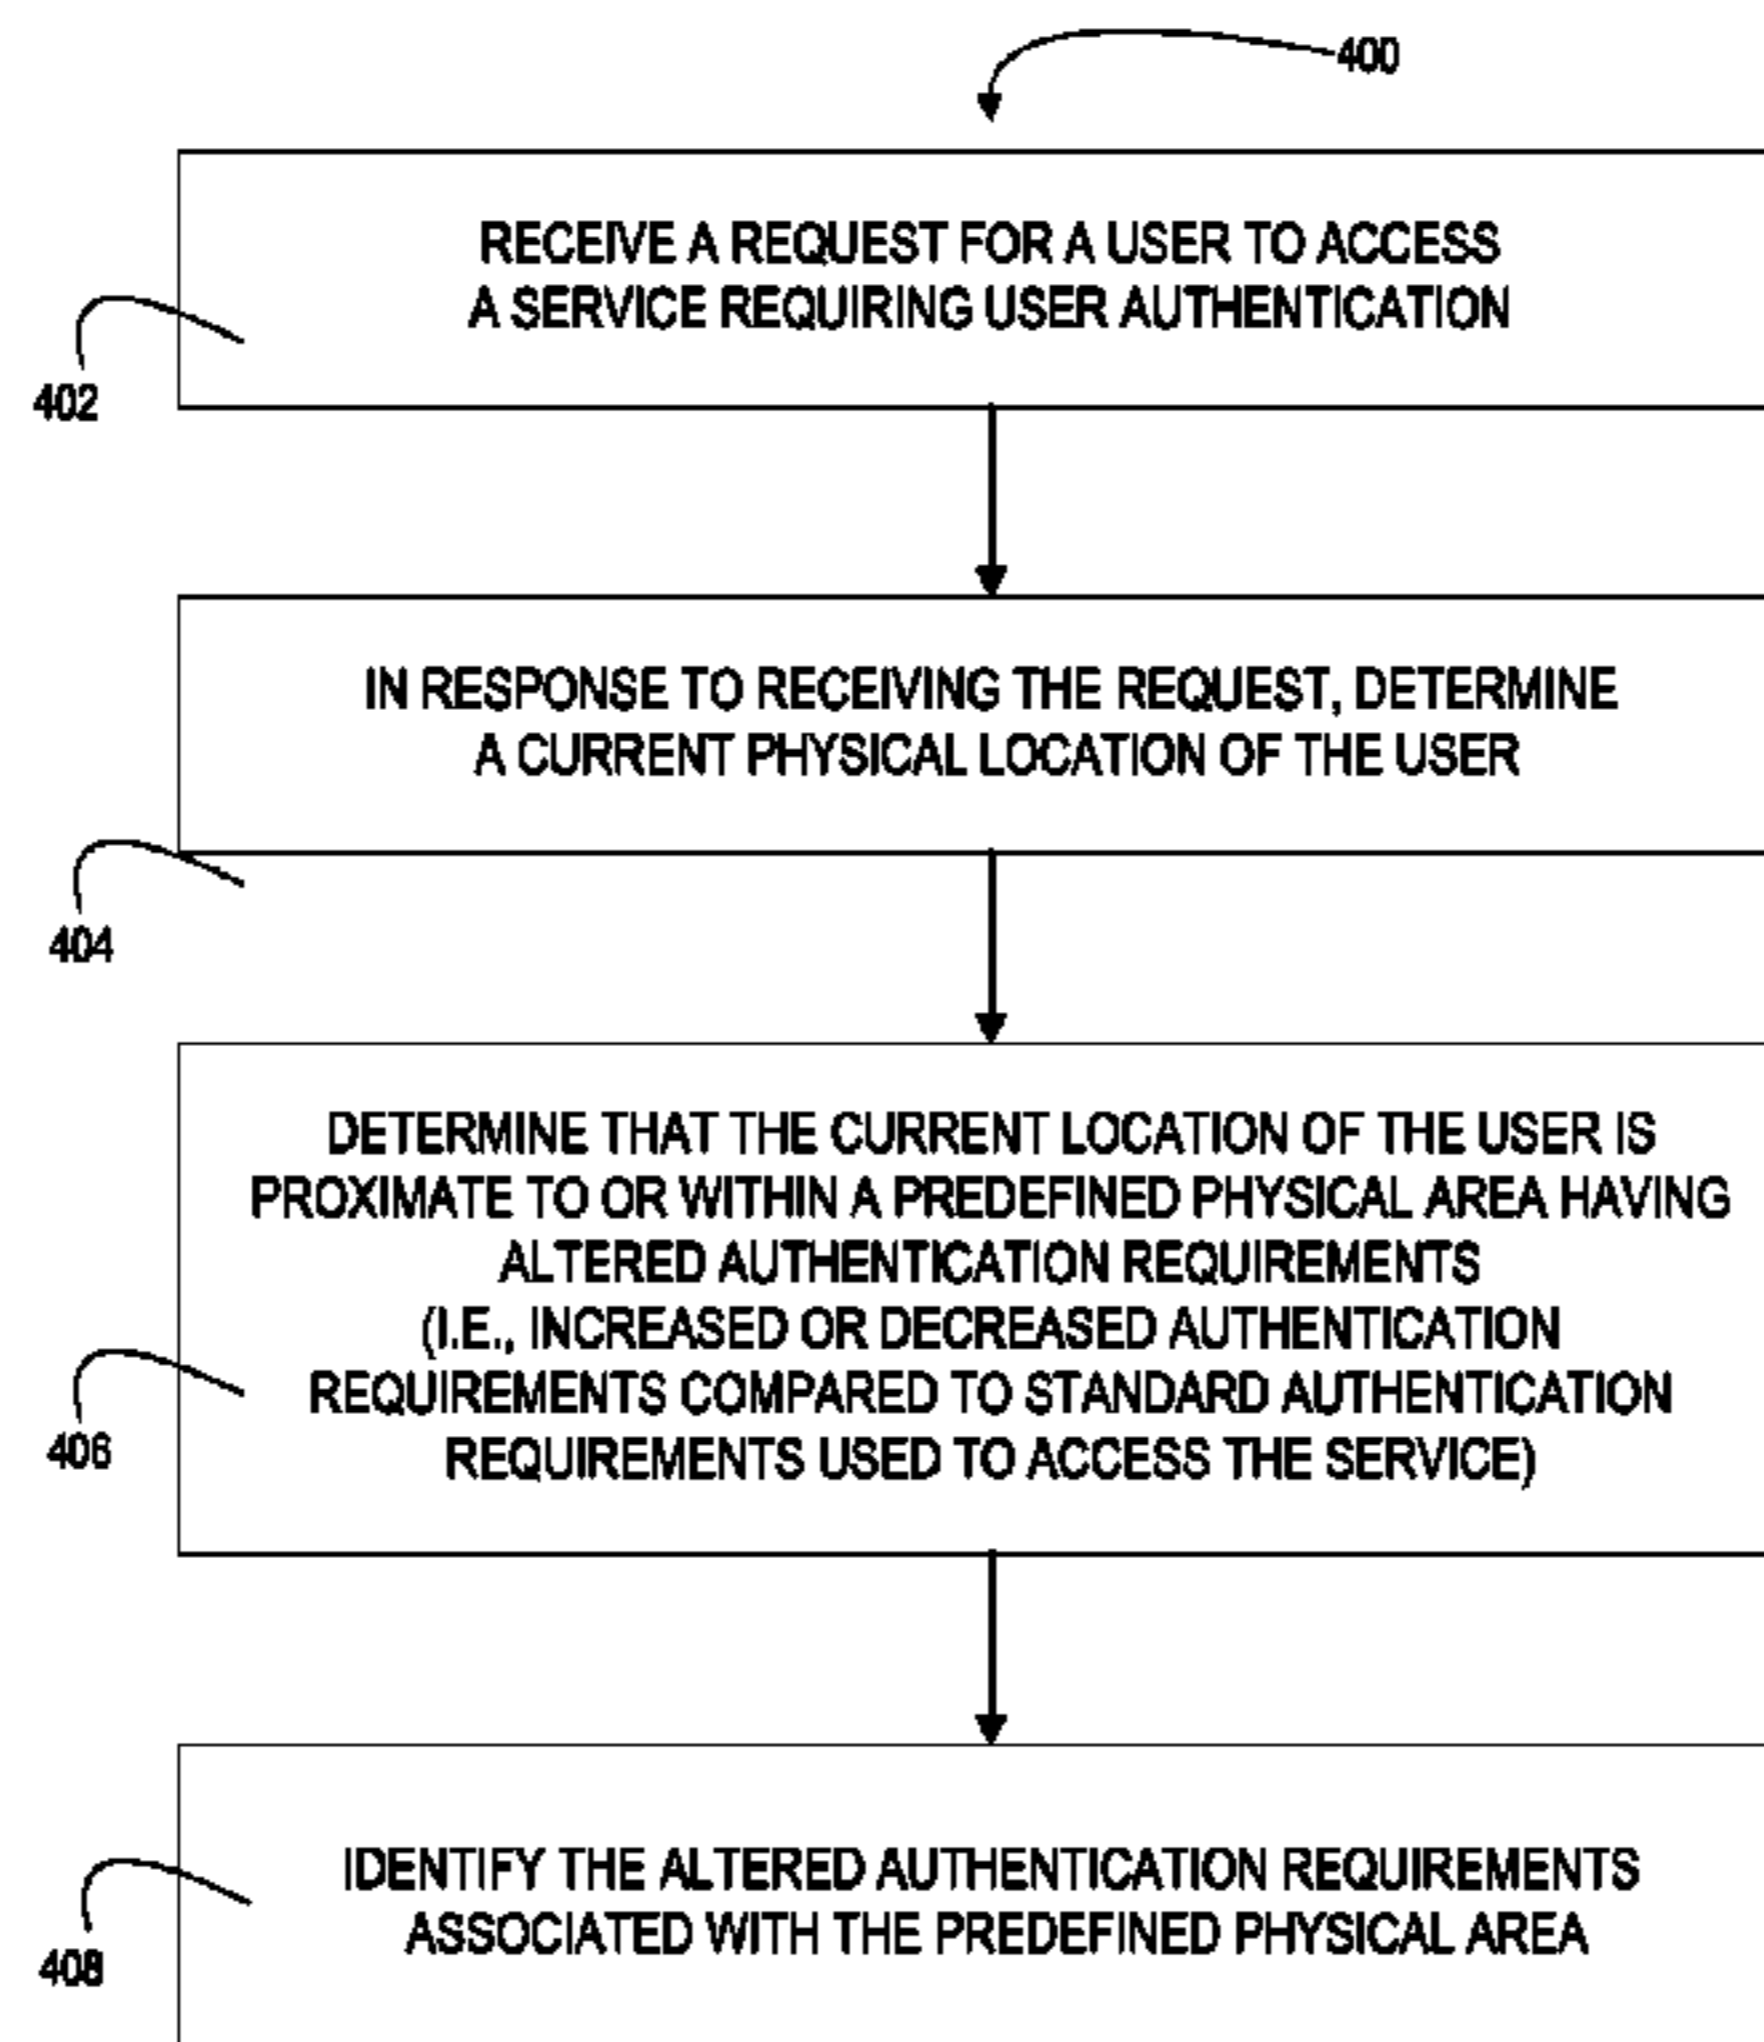 400
RECEIVE A REQUEST FOR A USER TO ACCESS
A SERVICE REQUIRING USER AUTHENTICATION
402
IN RESPONSE TO RECEIVING THE REQUEST, DETERMINE
A CURRENT PHYSICAL LOCATION OF THE USER
404
DETERMINE THAT THE CURRENT LOCATION OF THE USER IS
PROXIMATE TO OR WITHIN A PREDEFINED PHYSICAL AREA HAVING
ALTERED AUTHENTICATION REQUIREMENTS
(I.E., INCREASED OR DECREASED AUTHENTICATION
REQUIREMENTS COMPARED TO STANDARD AUTHENTICATION
REQUIREMENTS USED TO ACCESS THE SERVICE)
406
IDENTIFY THE ALTERED AUTHENTICATION REQUIREMENTS
ASSOCIATED WITH THE PREDEFINED PHYSICAL AREA
408